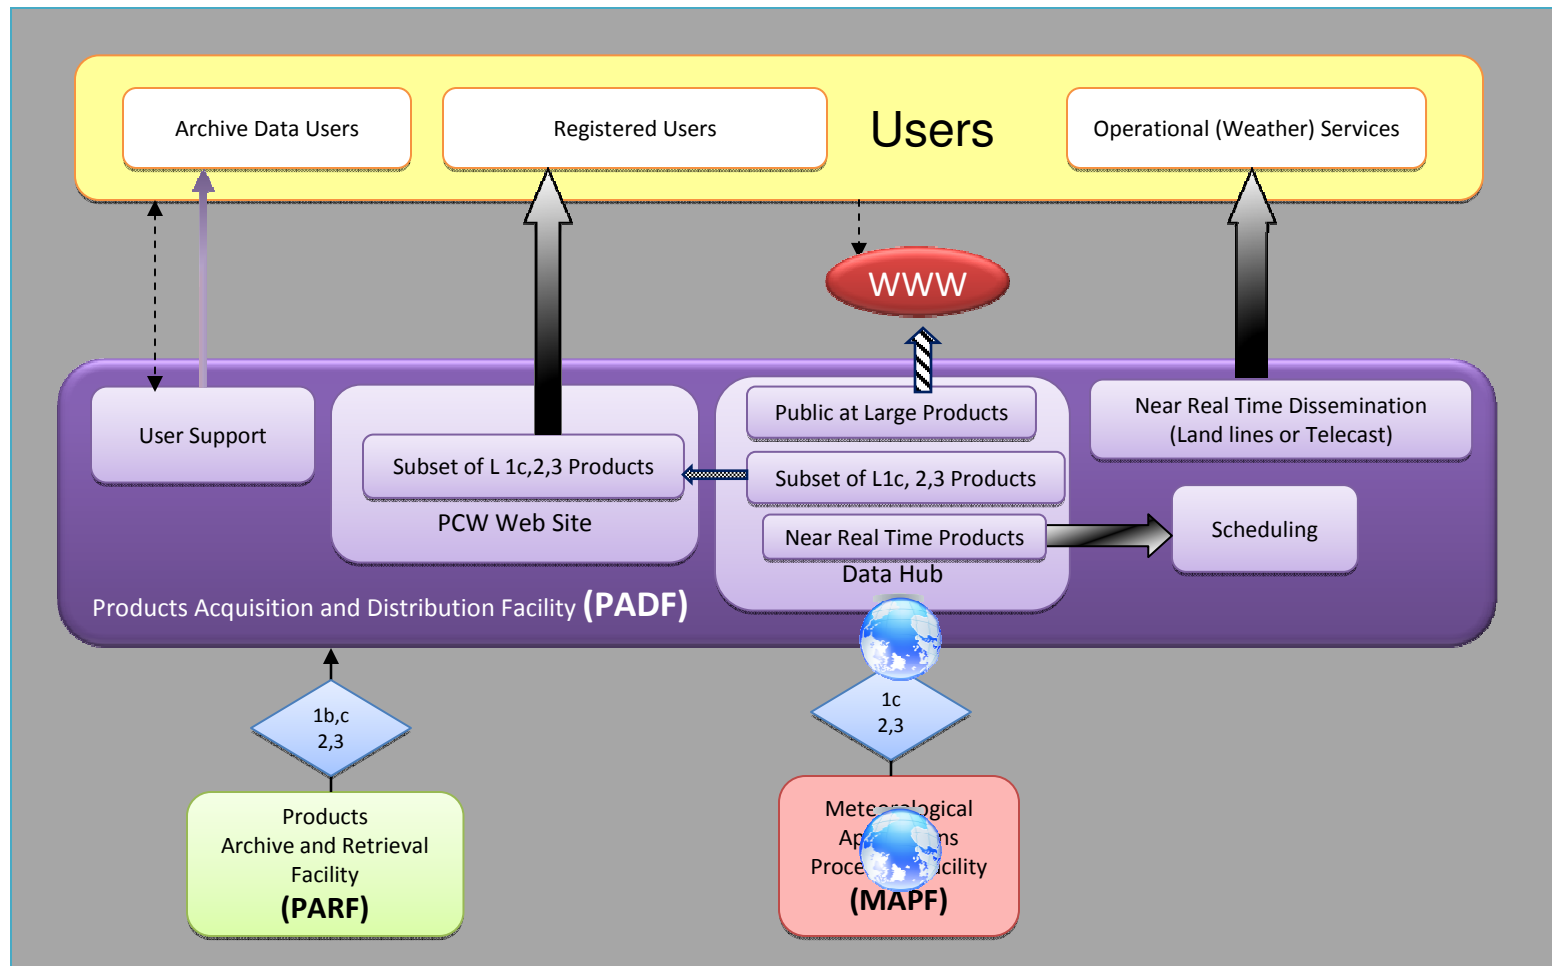 Archive Data Users
Registered Users
Users
Operational (Weather) Services
WWW
User Support
Subset of L 1c,2,3 Products
PCW Web Site
Public at Large Products
Subset of L1c, 2,3 Products
Near Real Time Products
Data Hub
Near Real Time Dissemination
(Land lines or Telecast)
Scheduling
Products Acquisition and Distribution Facility (PADF)
1b,c
2,3
1c
2,3
Products
Archive and Retrieval
Facility
(PARF)
Meteorological
(MAPF)